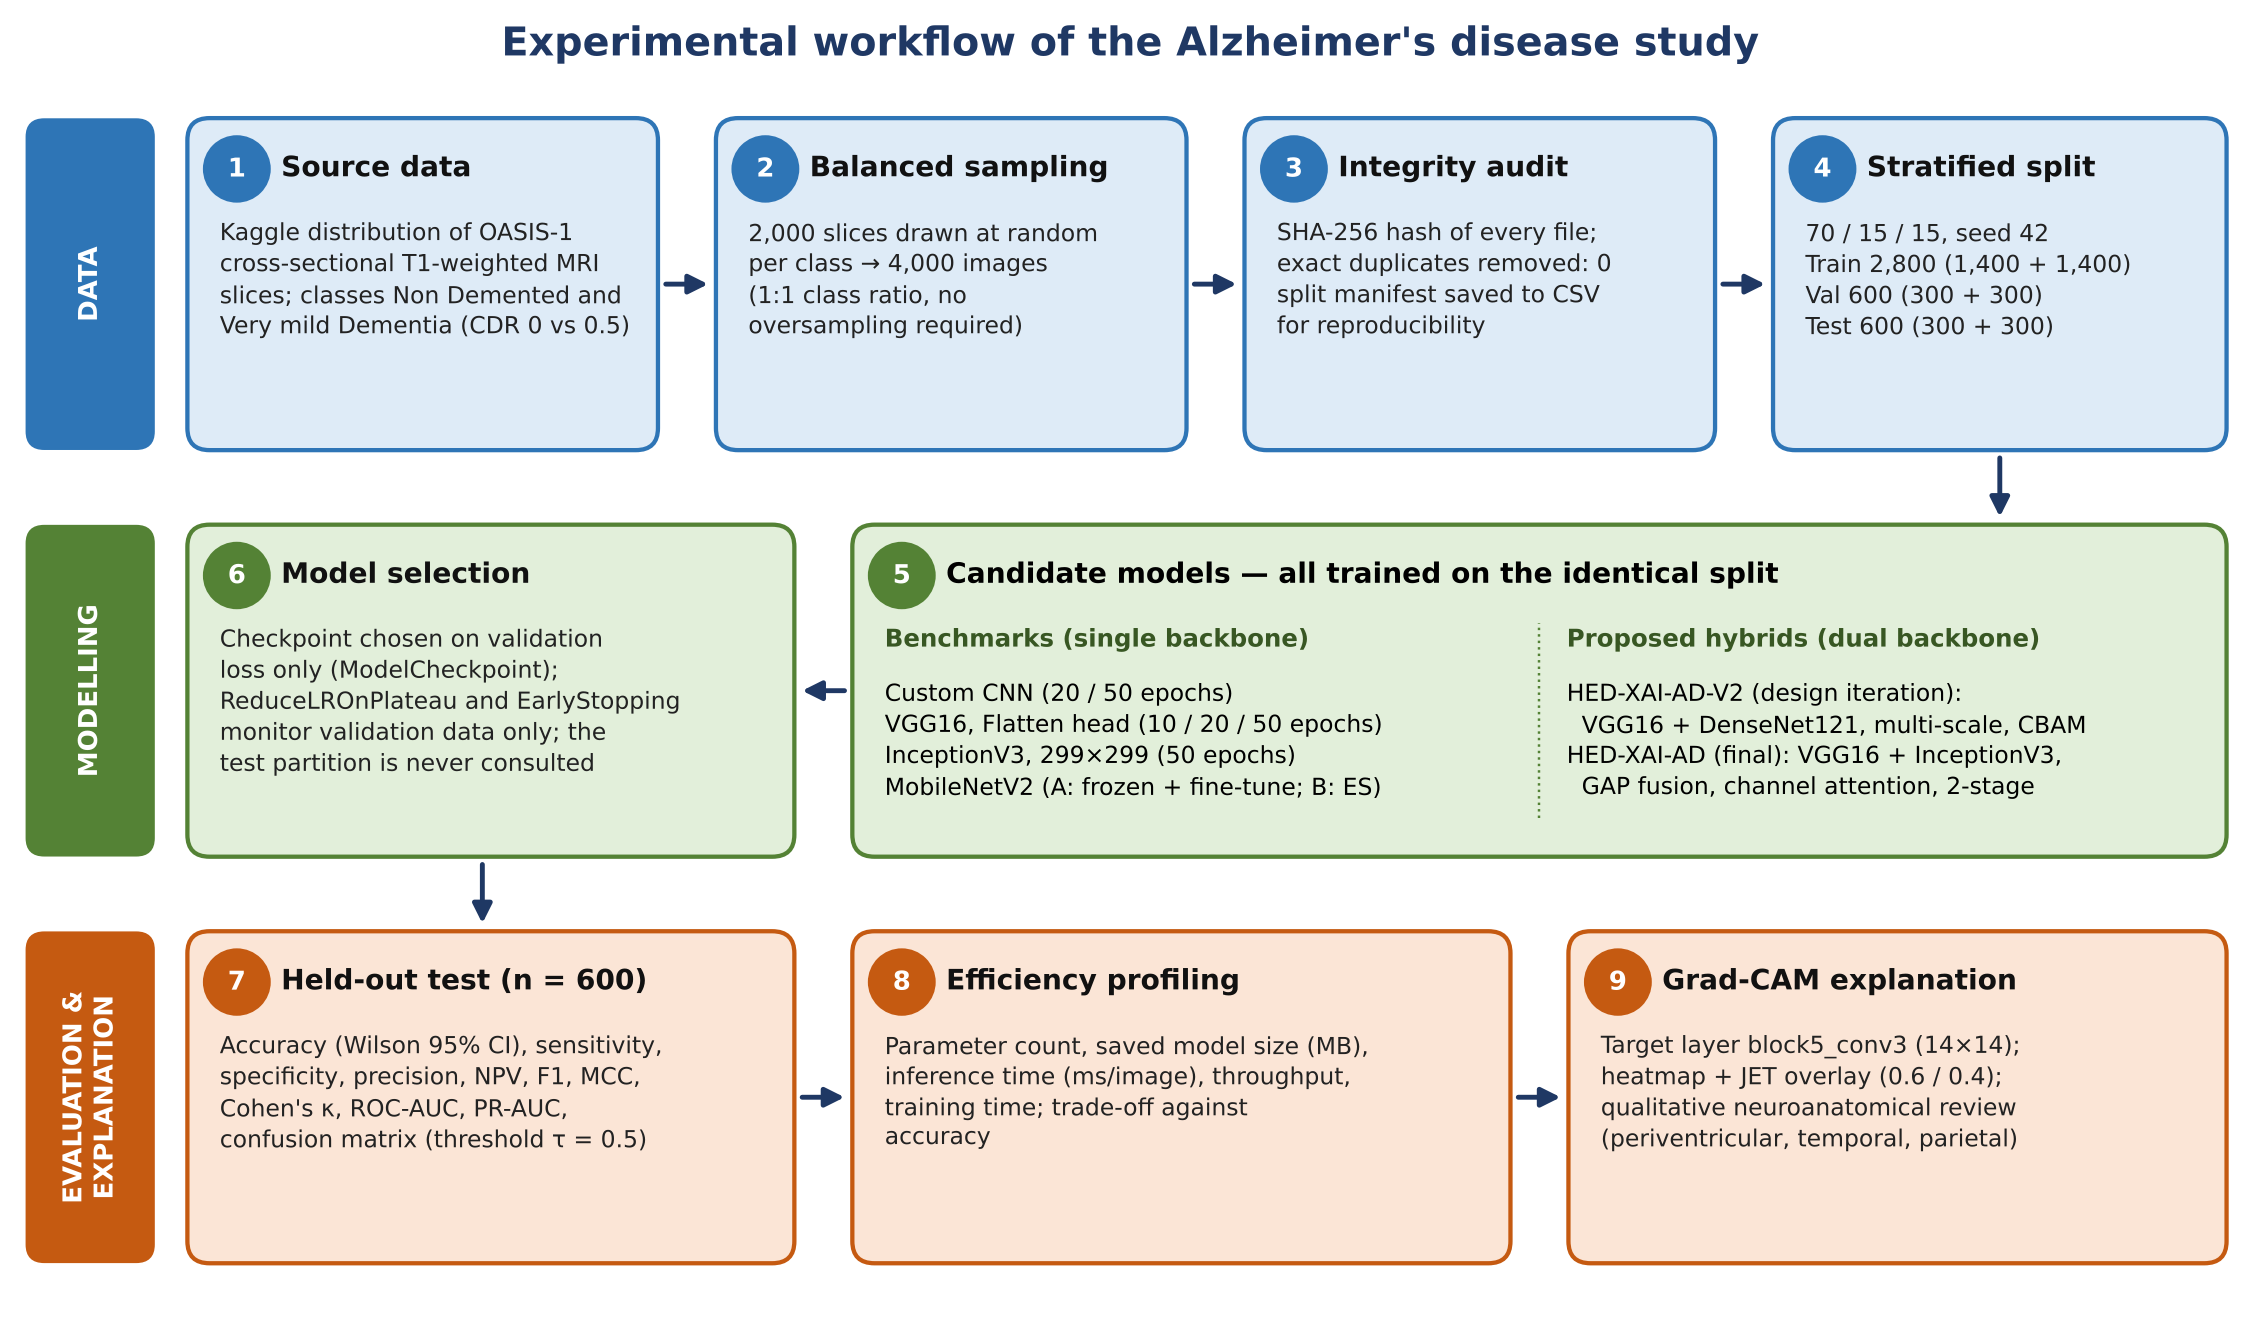 Experimental workflow of the Alzheimer's disease study
DATA
1 Source data
Kaggle distribution of OASIS-1
cross-sectional T1-weighted MRI
slices; classes Non Demented and
Very mild Dementia (CDR 0 vs 0.5)
2 Balanced sampling
2,000 slices drawn at random
per class → 4,000 images
(1:1 class ratio, no
oversampling required)
3 Integrity audit
SHA-256 hash of every file;
exact duplicates removed: 0
split manifest saved to CSV
for reproducibility
4 Stratified split
70 / 15 / 15, seed 42
Train 2,800 (1,400 + 1,400)
Val 600 (300 + 300)
Test 600 (300 + 300)
MODELLING
5 Candidate models — all trained on the identical split
Benchmarks (single backbone)
Custom CNN (20 / 50 epochs)
VGG16, Flatten head (10 / 20 / 50 epochs)
InceptionV3, 299×299 (50 epochs)
MobileNetV2 (A: frozen + fine-tune; B: ES)
Proposed hybrids (dual backbone)
HED-XAI-AD-V2 (design iteration):
VGG16 + DenseNet121, multi-scale, CBAM
HED-XAI-AD (final): VGG16 + InceptionV3,
GAP fusion, channel attention, 2-stage
6 Model selection
Checkpoint chosen on validation
loss only (ModelCheckpoint);
ReduceLROnPlateau and EarlyStopping
monitor validation data only; the
test partition is never consulted
EVALUATION &
EXPLANATION
7 Held-out test (n = 600)
Accuracy (Wilson 95% CI), sensitivity,
specificity, precision, NPV, F1, MCC,
Cohen's κ, ROC-AUC, PR-AUC,
confusion matrix (threshold τ = 0.5)
8 Efficiency profiling
Parameter count, saved model size (MB),
inference time (ms/image), throughput,
training time; trade-off against
accuracy
9 Grad-CAM explanation
Target layer block5_conv3 (14×14);
heatmap + JET overlay (0.6 / 0.4);
qualitative neuroanatomical review
(periventricular, temporal, parietal)